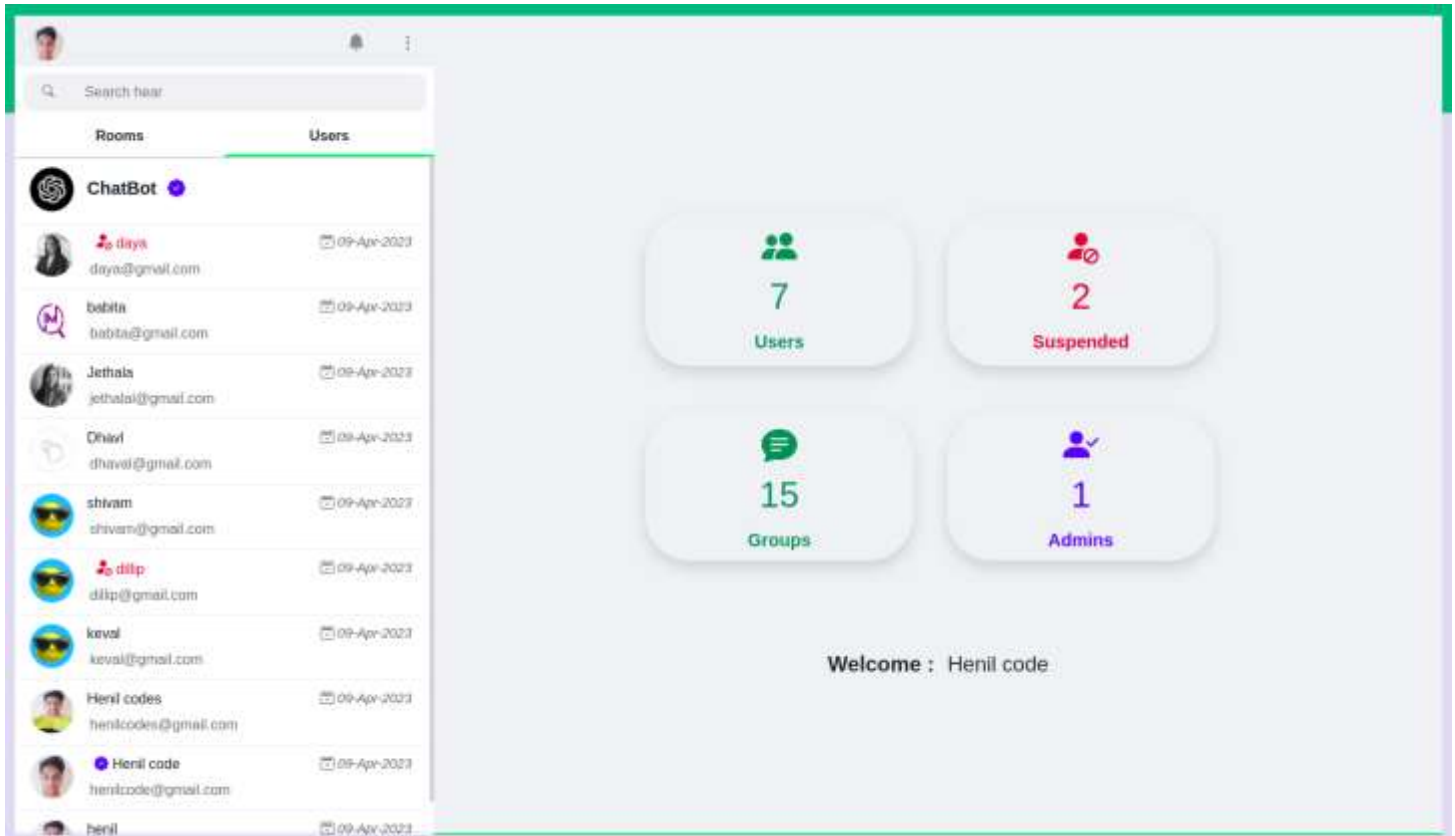 Search hear
Rooms Users
ChatBot
daya 09-Apr-2023
daya@gmail.com
babita 09-Apr-2023
babita@gmail.com
Jethala 09-Apr-2023
jethalal@gmail.com
Dhavl 09-Apr-2023
dhaval@gmail.com
shivam 09-Apr-2023
shivam@gmail.com
dillip 09-Apr-2023
dillip@gmail.com
keval 09-Apr-2023
keval@gmail.com
Henil codes 09-Apr-2023
henilcodes@gmail.com
Henil code 09-Apr-2023
henilcode@gmail.com
henil 09-Apr-2023
7
Users
2
Suspended
15
Groups
1
Admins
Welcome : Henil code